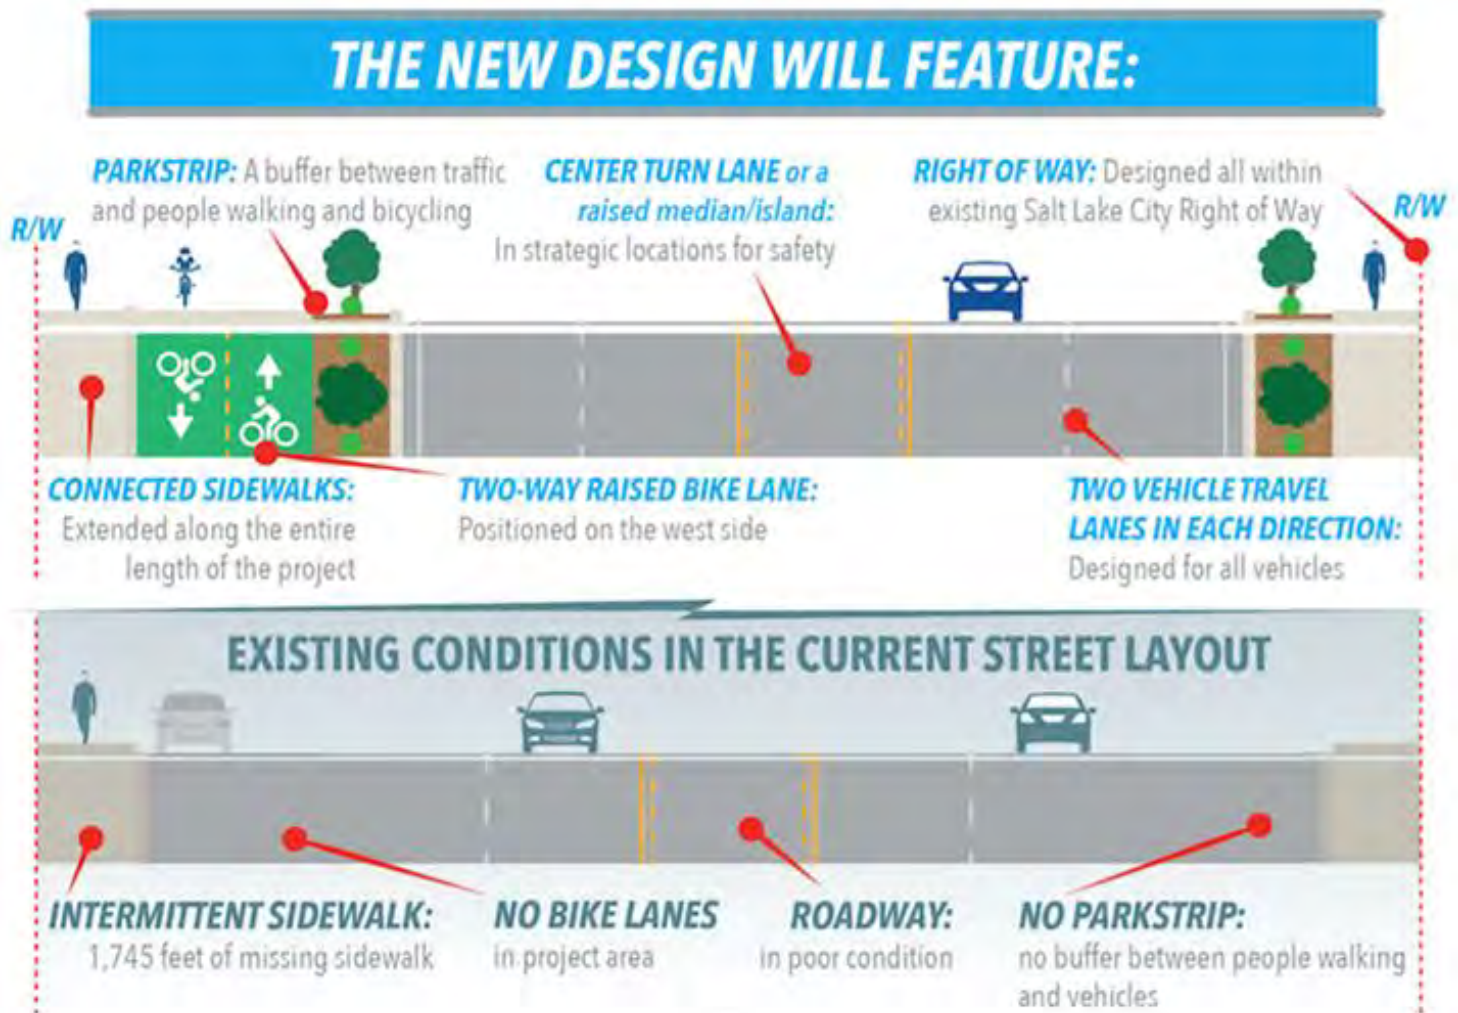 THE NEW DESIGN WILL FEATURE:
PARKSTRIP: A buffer between traffic
and people walking and bicycling
CENTER TURN LANE or a
raised median/island:
In strategic locations for safety
RIGHT OF WAY: Designed all within
existing Salt Lake City Right of Way
R/W
R/W
CONNECTED SIDEWALKS:
Extended along the entire
length of the project
TWO-WAY RAISED BIKE LANE:
Positioned on the west side
TWO VEHICLE TRAVEL
LANES IN EACH DIRECTION:
Designed for all vehicles
EXISTING CONDITIONS IN THE CURRENT STREET LAYOUT
INTERMITTENT SIDEWALK:
1,745 feet of missing sidewalk
NO BIKE LANES
in project area
ROADWAY:
in poor condition
NO PARKSTRIP:
no buffer between people walking
and vehicles